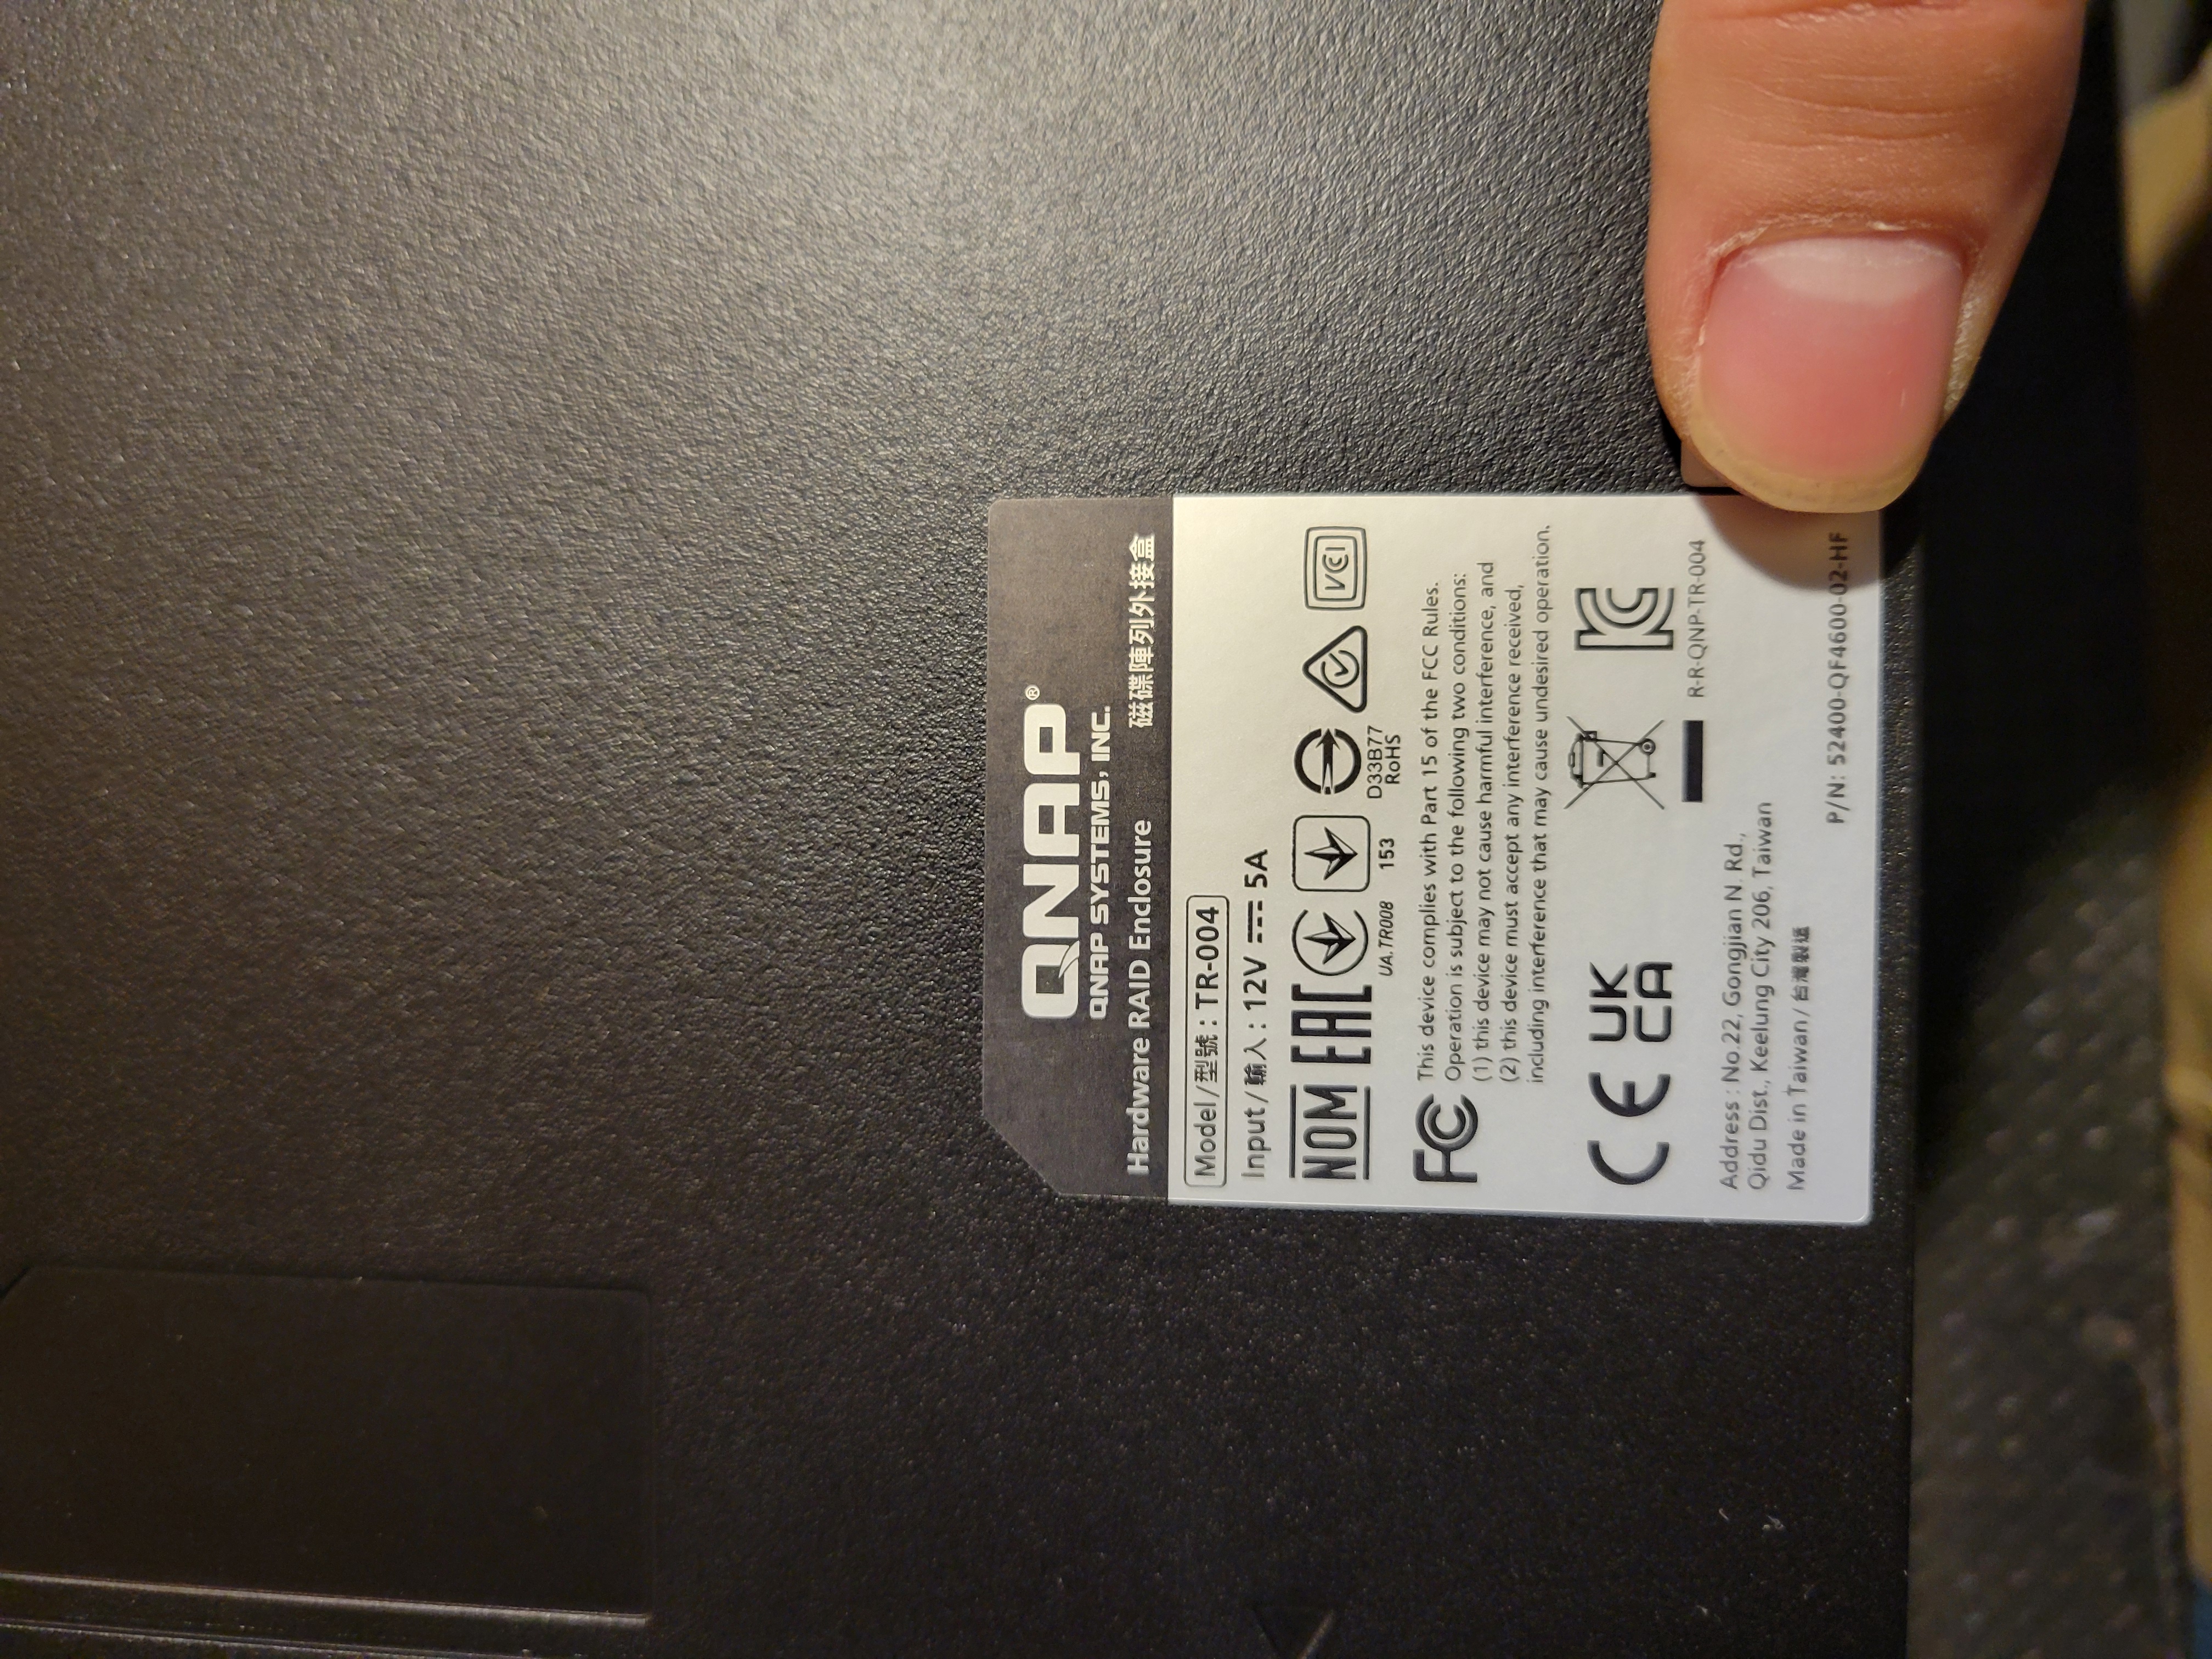 QNAP®
QNAP SYSTEMS, INC.
Hardware RAID Enclosure 磁碟陣列外接盒
Model/型號 : TR-004
Input/輸入 : 12V ⎓ 5A
NOM EAC VCI
UA.TR008 153 D33B77
RoHS
FC This device complies with Part 15 of the FCC Rules.
Operation is subject to the following two conditions:
(1) this device may not cause harmful interference, and
(2) this device must accept any interference received,
including interference that may cause undesired operation.
CE UK
CA
R-R-QNP-TR-004
Address : No.22, Gongjian N. Rd.,
Qidu Dist., Keelung City 206, Taiwan
Made in Taiwan / 台灣製造
P/N: 52400-QF4600-02-HF